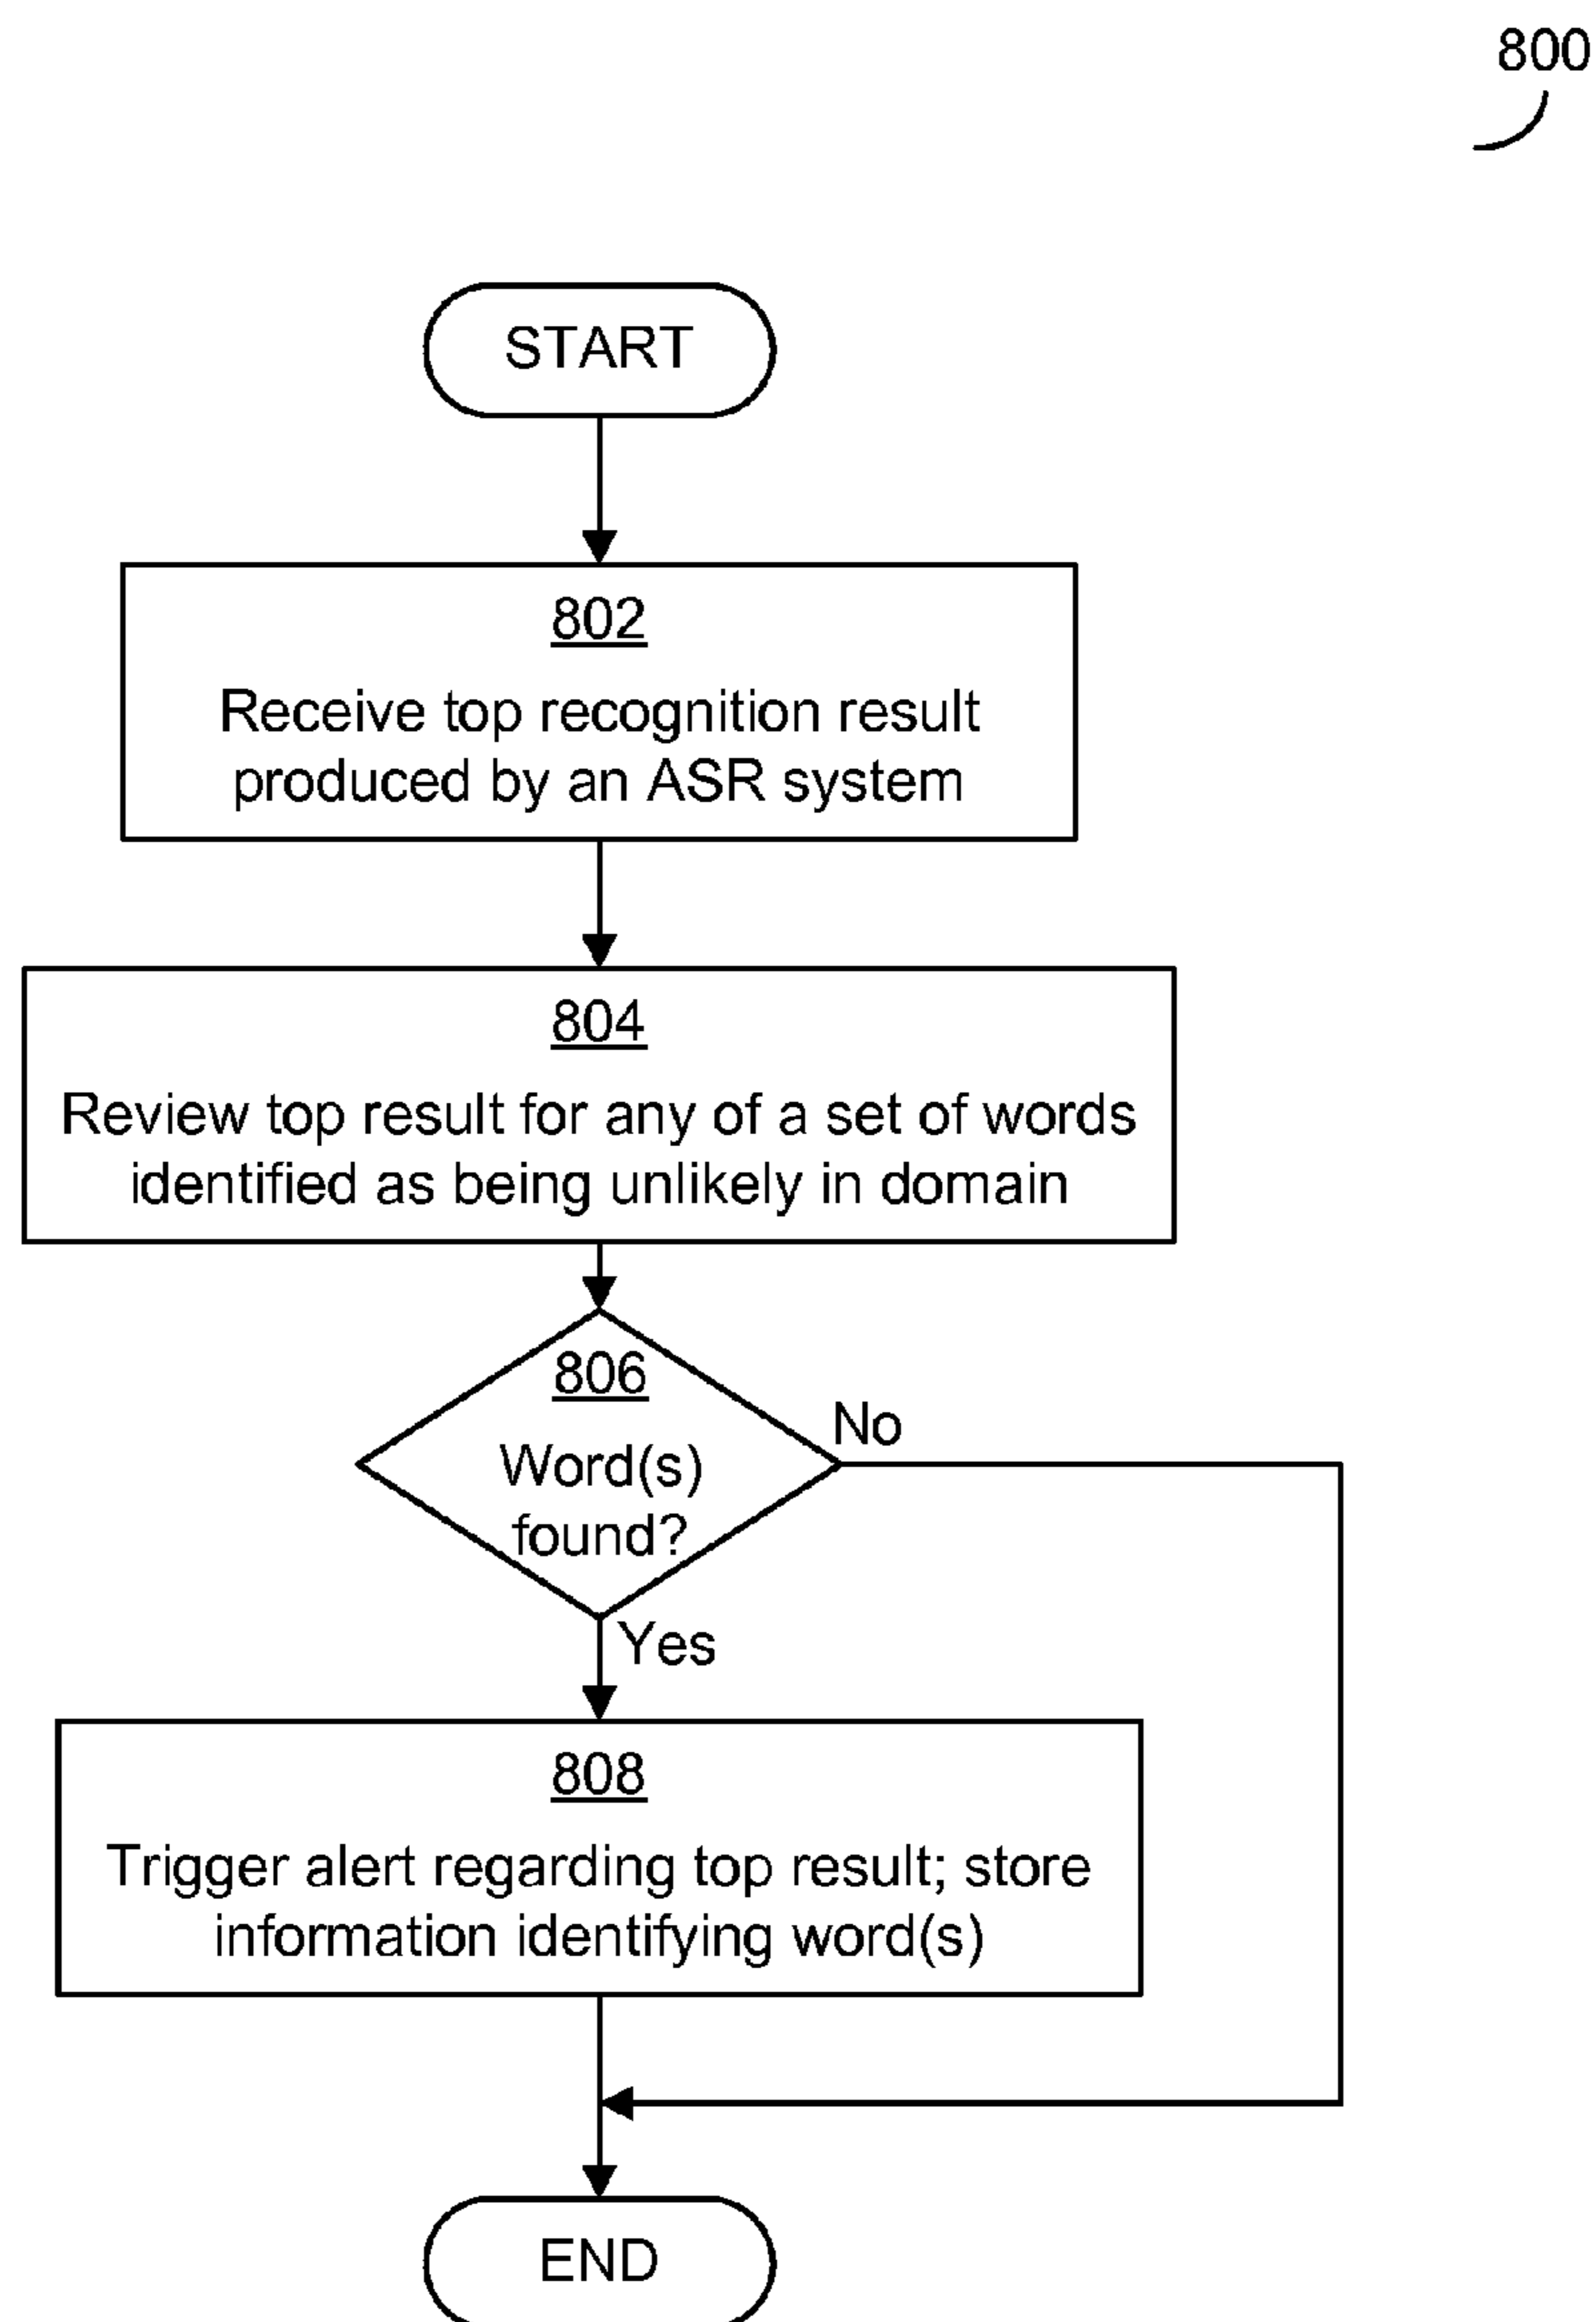 800
START
802
Receive top recognition result
produced by an ASR system
804
Review top result for any of a set of words
identified as being unlikely in domain
806
Word(s)
found?
No
Yes
808
Trigger alert regarding top result; store
information identifying word(s)
END